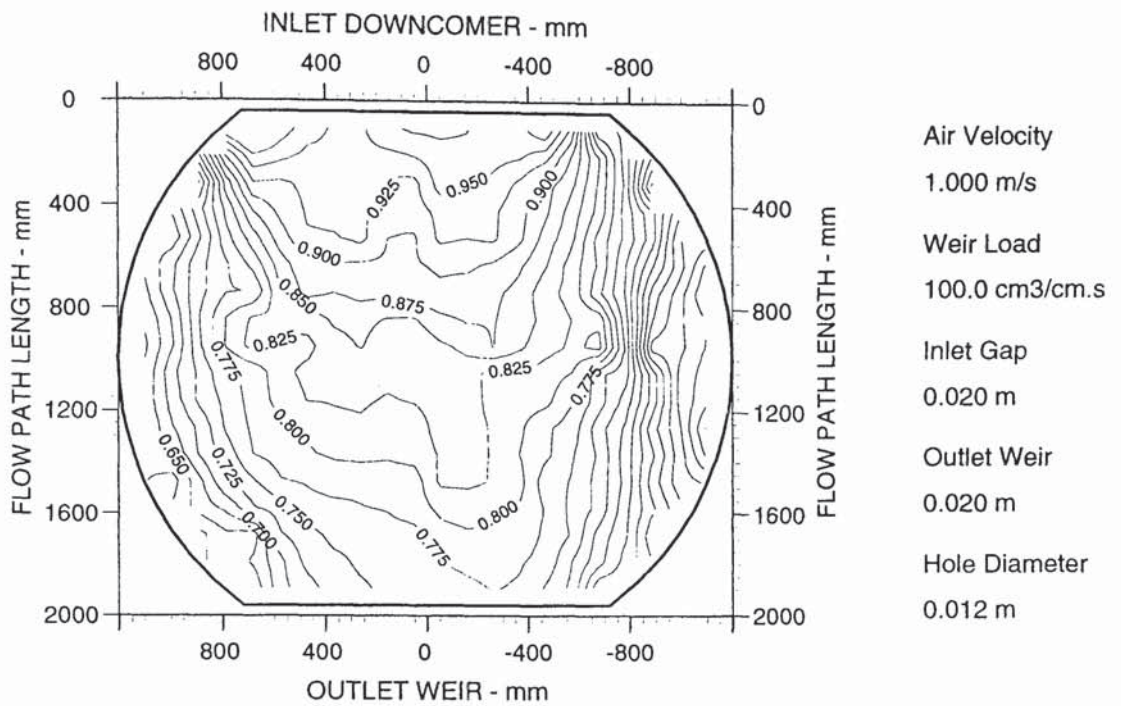 INLET DOWNCOMER - mm
800 400 0 -400 -800
0 0
400 400
800 800
1200 1200
1600 1600
2000 2000
FLOW PATH LENGTH - mm
FLOW PATH LENGTH - mm
0.950
0.925
0.900
0.900
0.875
0.850
0.825
0.825
0.775
0.775
0.800
0.650
0.725
0.750
0.800
0.700
0.775
800 400 0 -400 -800
OUTLET WEIR - mm
Air Velocity
1.000 m/s
Weir Load
100.0 cm3/cm.s
Inlet Gap
0.020 m
Outlet Weir
0.020 m
Hole Diameter
0.012 m